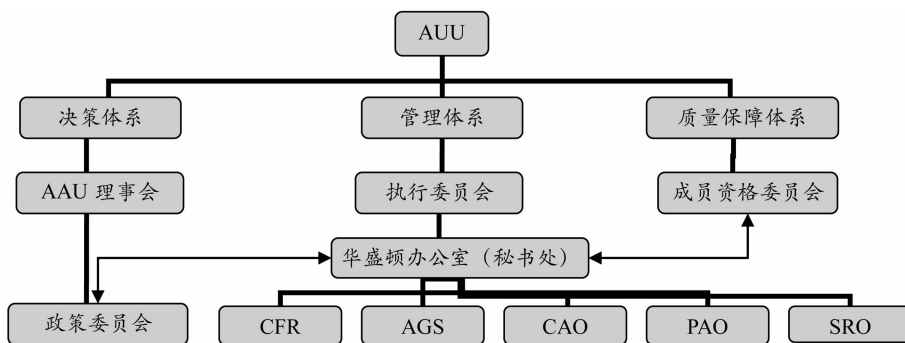 AUU
决策体系
管理体系
质量保障体系
AAU 理事会
执行委员会
成员资格委员会
华盛顿办公室（秘书处）
政策委员会
CFR
AGS
CAO
PAO
SRO